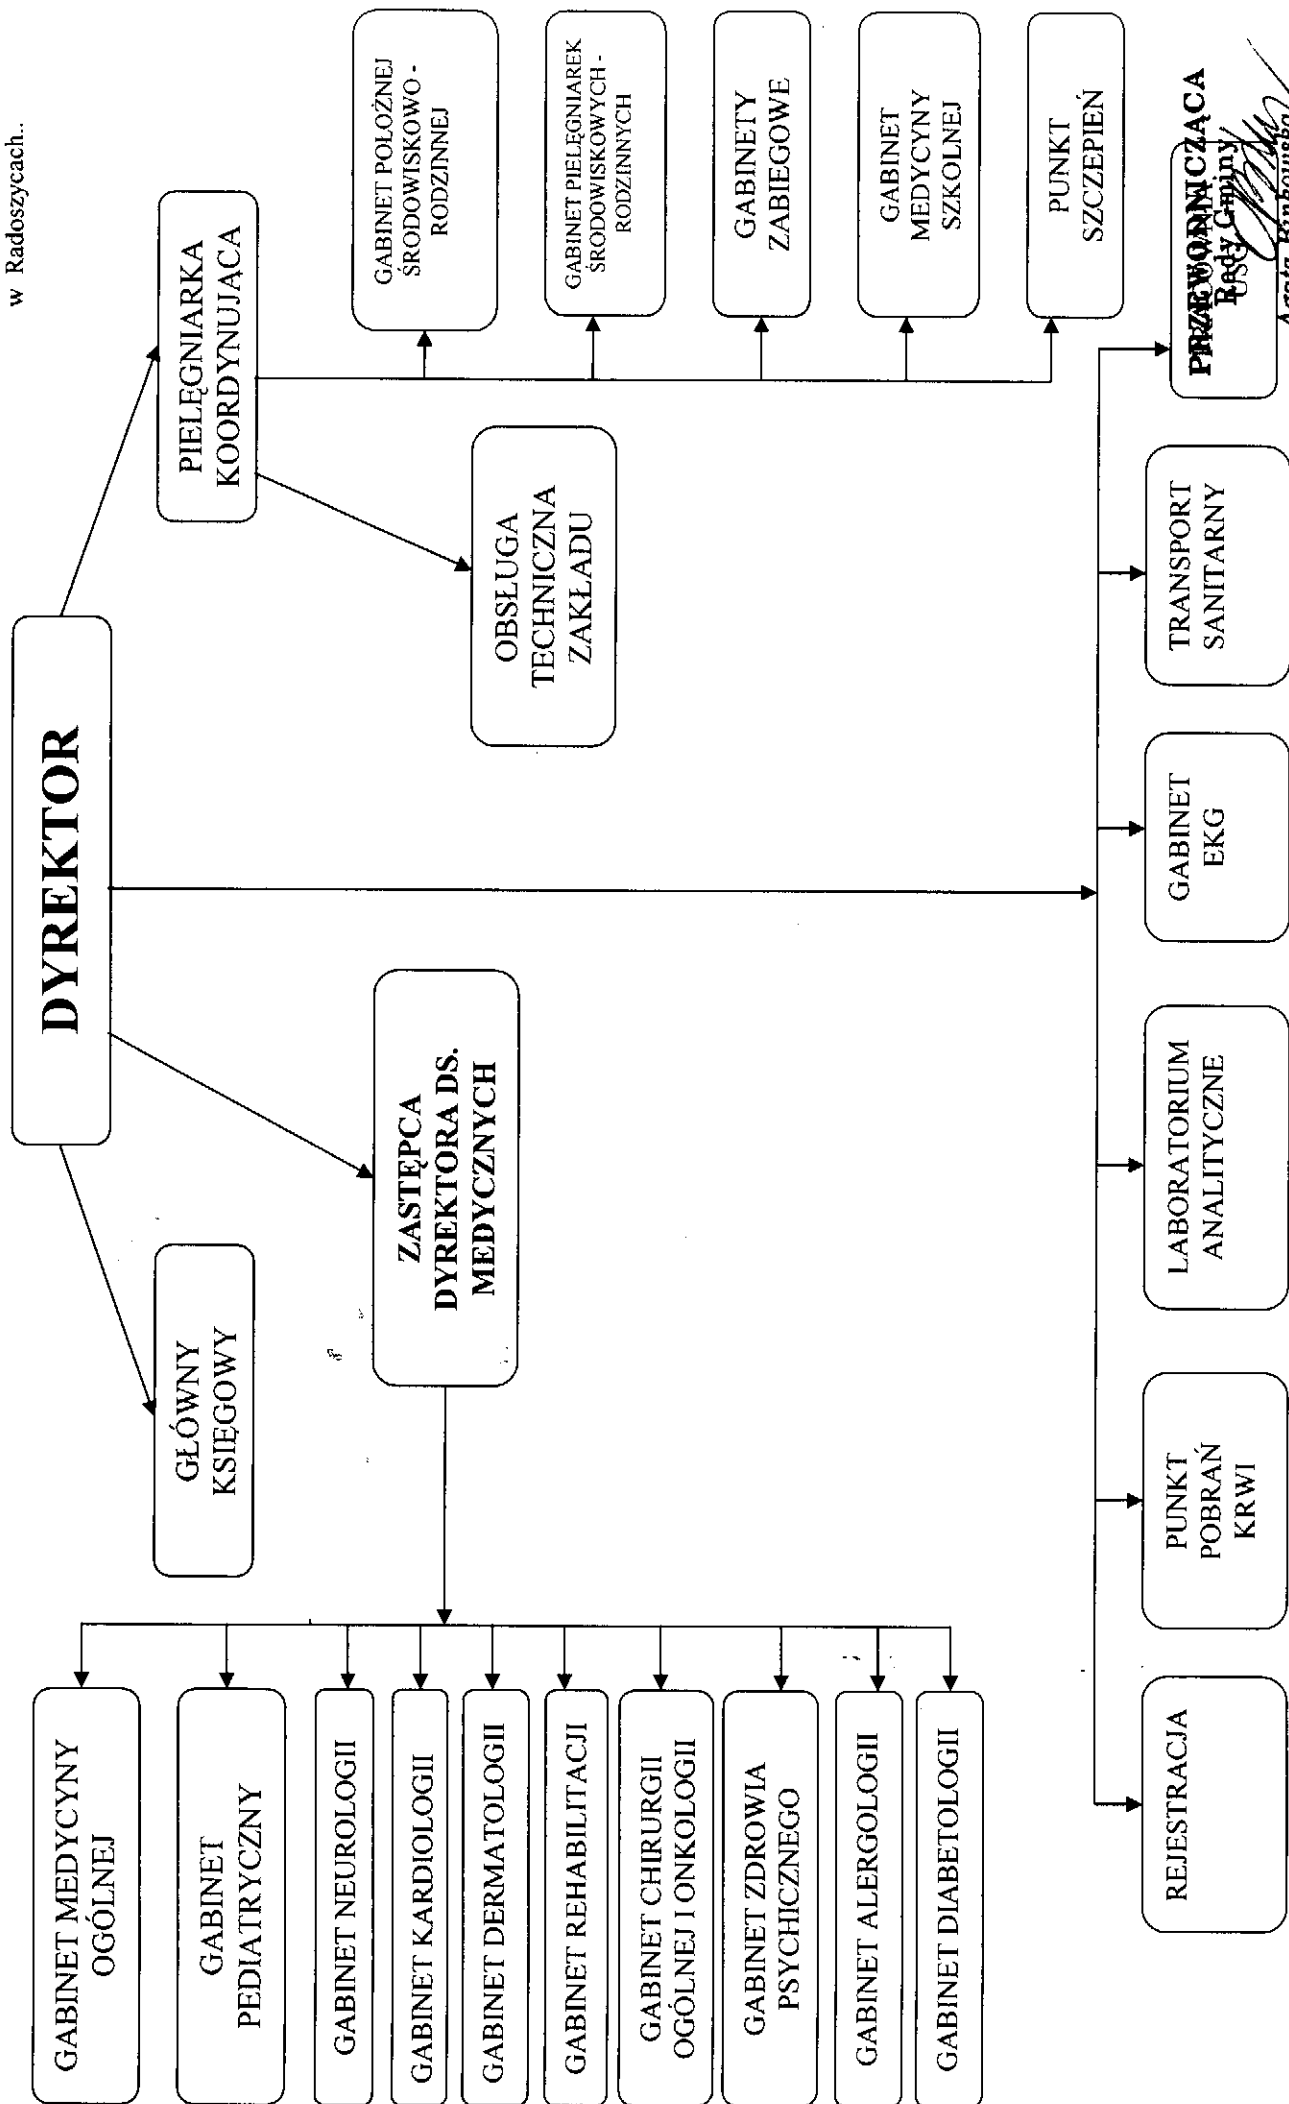 w Radoszycach..
DYREKTOR
GŁÓWNY
KSIĘGOWY
PIELĘGNIARKA
KOORDYNUJĄCA
ZASTĘPCA
DYREKTORA DS.
MEDYCZNYCH
OBSŁUGA
TECHNICZNA
ZAKŁADU
GABINET MEDYCYNY
OGÓLNEJ
GABINET
PEDIATRYCZNY
GABINET NEUROLOGII
GABINET KARDIOLOGII
GABINET DERMATOLOGII
GABINET REHABILITACJI
GABINET CHIRURGII
OGÓLNEJ I ONKOLOGII
GABINET ZDROWIA
PSYCHICZNEGO
GABINET ALERGOLOGII
GABINET DIABETOLOGII
GABINET POŁOŻNEJ
ŚRODOWISKOWO -
RODZINNEJ
GABINET PIELĘGNIAREK
ŚRODOWISKOWYCH -
RODZINNYCH
GABINETY
ZABIEGOWE
GABINET
MEDYCYNY
SZKOLNEJ
PUNKT
SZCZEPIEŃ
REJESTRACJA
PUNKT
POBRAŃ
KRWI
LABORATORIUM
ANALITYCZNE
GABINET
EKG
TRANSPORT
SANITARNY
USG
PRZEWODNICZĄCA
Rady Gminy
Agata Binkowska